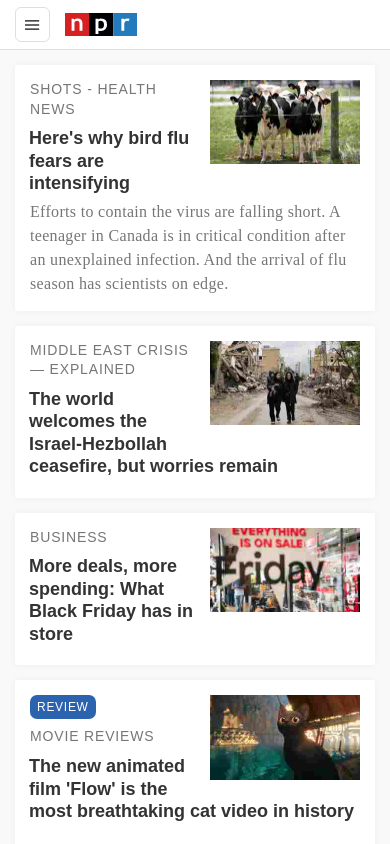 npr
SHOTS - HEALTH
NEWS
Here's why bird flu
fears are
intensifying
Efforts to contain the virus are falling short. A
teenager in Canada is in critical condition after
an unexplained infection. And the arrival of flu
season has scientists on edge.
MIDDLE EAST CRISIS
— EXPLAINED
The world
welcomes the
Israel-Hezbollah
ceasefire, but worries remain
BUSINESS
More deals, more
spending: What
Black Friday has in
store
EVERYTHING
IS ON SALE
Friday
REVIEW
MOVIE REVIEWS
The new animated
film 'Flow' is the
most breathtaking cat video in history